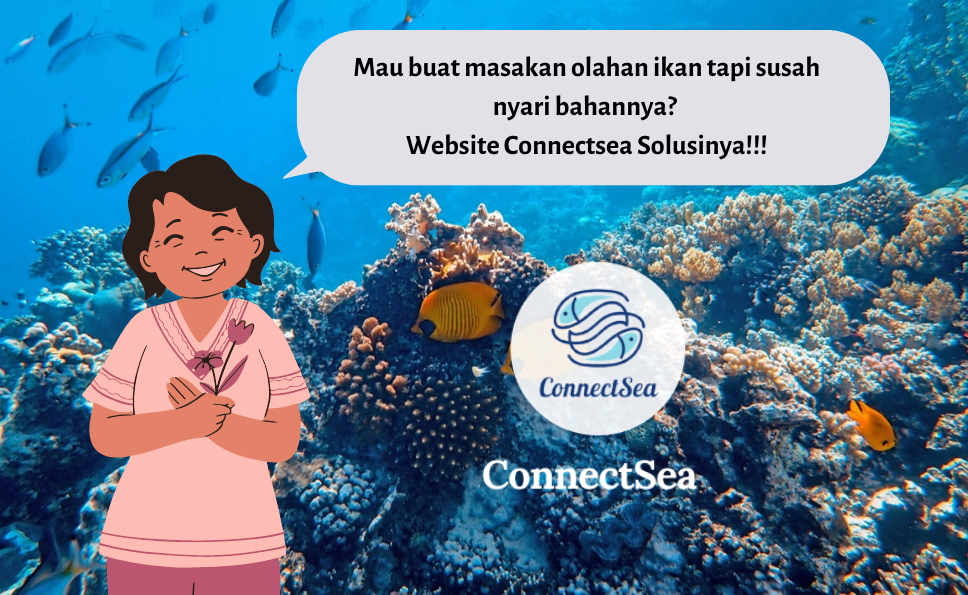 Mau buat masakan olahan ikan tapi susah
nyari bahannya?
Website Connectsea Solusinya!!!
ConnectSea
ConnectSea